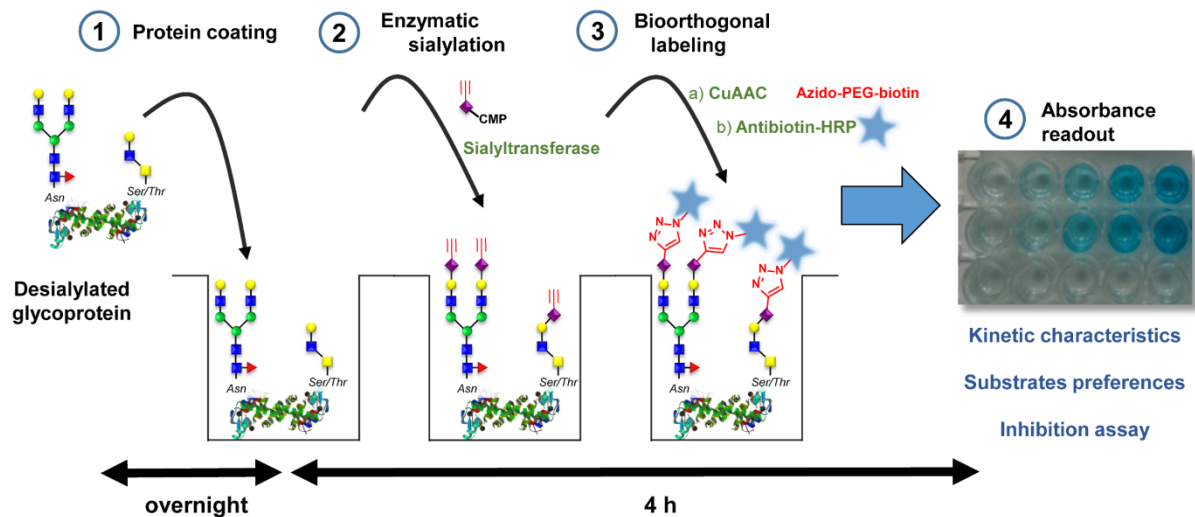 1
Protein coating
2
Enzymatic
sialylation
3
Bioorthogonal
labeling
a) CuAAC
Azido-PEG-biotin
b) Antibiotin-HRP
4
Absorbance
readout
CMP
Sialyltransferase
Asn
Ser/Thr
Desialylated
glycoprotein
Asn
Ser/Thr
Asn
Ser/Thr
N
N
N
N
N
N
N
N
N
Asn
Ser/Thr
Kinetic characteristics
Substrates preferences
Inhibition assay
overnight
4 h